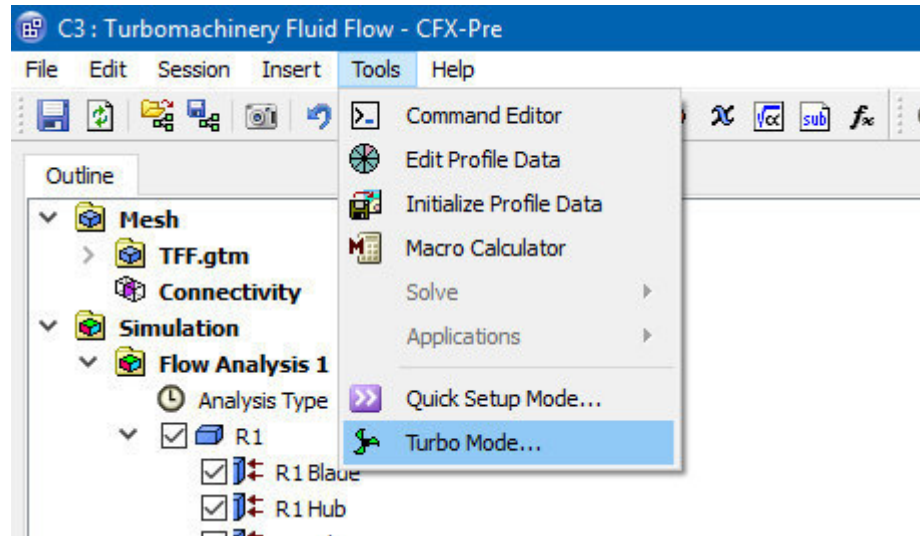 C3 : Turbomachinery Fluid Flow - CFX-Pre
File Edit Session Insert Tools Help
sub
Outline
Mesh
TFF.gtm
Connectivity
Simulation
Flow Analysis 1
Analysis Type
R1
R1 Blade
R1 Hub
Command Editor
Edit Profile Data
Initialize Profile Data
Macro Calculator
Solve
Applications
Quick Setup Mode...
Turbo Mode...